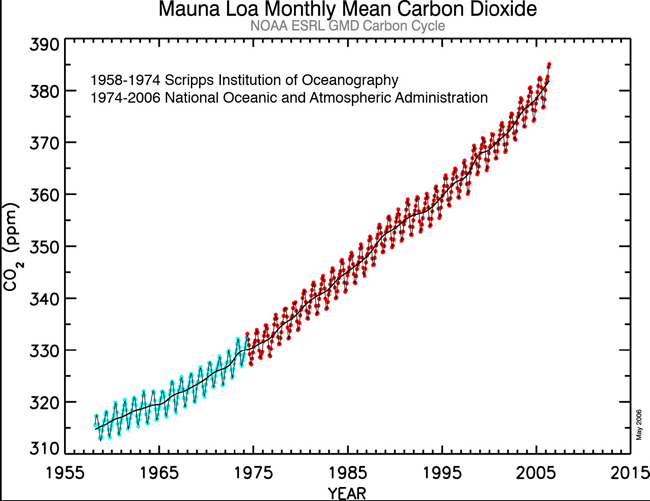 Mauna Loa Monthly Mean Carbon Dioxide
NOAA ESRL GMD Carbon Cycle
1958-1974 Scripps Institution of Oceanography
1974-2006 National Oceanic and Atmospheric Administration
CO2 (ppm)
390
380
370
360
350
340
330
320
310
1955 1965 1975 1985 1995 2005 2015
YEAR
May 2006